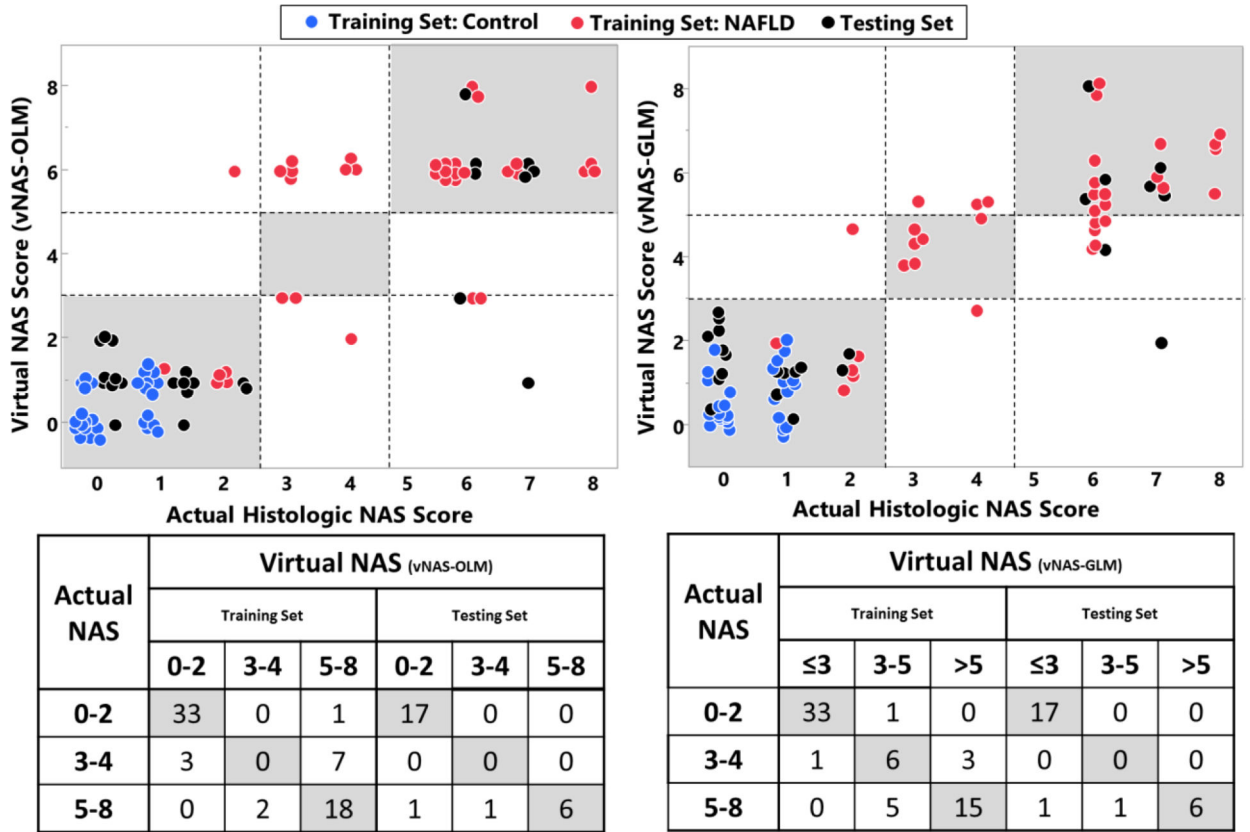 Training Set: Control Training Set: NAFLD Testing Set
Virtual NAS Score (vNAS-OLM)
8
6
4
2
0
0 1 2 3 4 5 6 7 8
Actual Histologic NAS Score
Virtual NAS Score (vNAS-GLM)
8
6
4
2
0
0 1 2 3 4 5 6 7 8
Actual Histologic NAS Score
Actual NAS
Virtual NAS (vNAS-OLM)
Training Set Testing Set
0-2 3-4 5-8 0-2 3-4 5-8
0-2 33 0 1 17 0 0
3-4 3 0 7 0 0 0
5-8 0 2 18 1 1 6
Actual NAS
Virtual NAS (vNAS-GLM)
Training Set Testing Set
≤3 3-5 >5 ≤3 3-5 >5
0-2 33 1 0 17 0 0
3-4 1 6 3 0 0 0
5-8 0 5 15 1 1 6